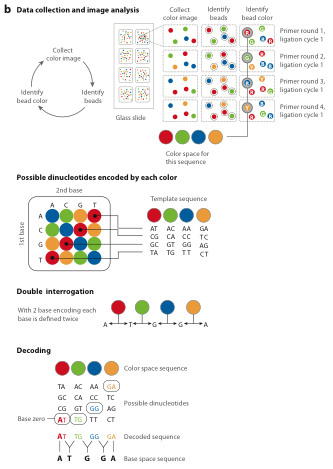 b Data collection and image analysis
Collect
color image
Identify
beads
Identify
bead color
Collect
color image
Identify
beads
Identify
bead color
Glass slide
Primer round 1,
ligation cycle 1
Primer round 2,
ligation cycle 1
Primer round 3,
ligation cycle 1
Primer round 4,
ligation cycle 1
Color space for
this sequence
Possible dinucleotides encoded by each color
2nd base
A C G T
1st base
A
C
G
T
Template sequence
AT AC AA GA
CG CA CC TC
GC GT GG AG
TA TG TT CT
Double interrogation
With 2 base encoding each
base is defined twice
A T G G A
Decoding
Color space sequence
TA AC AA GA
GC CA CC TC
CG GT GG AG
AT TG TT CT
Possible dinucleotides
Base zero
AT TG GG GA
Decoded sequence
A T G G A
Base space sequence